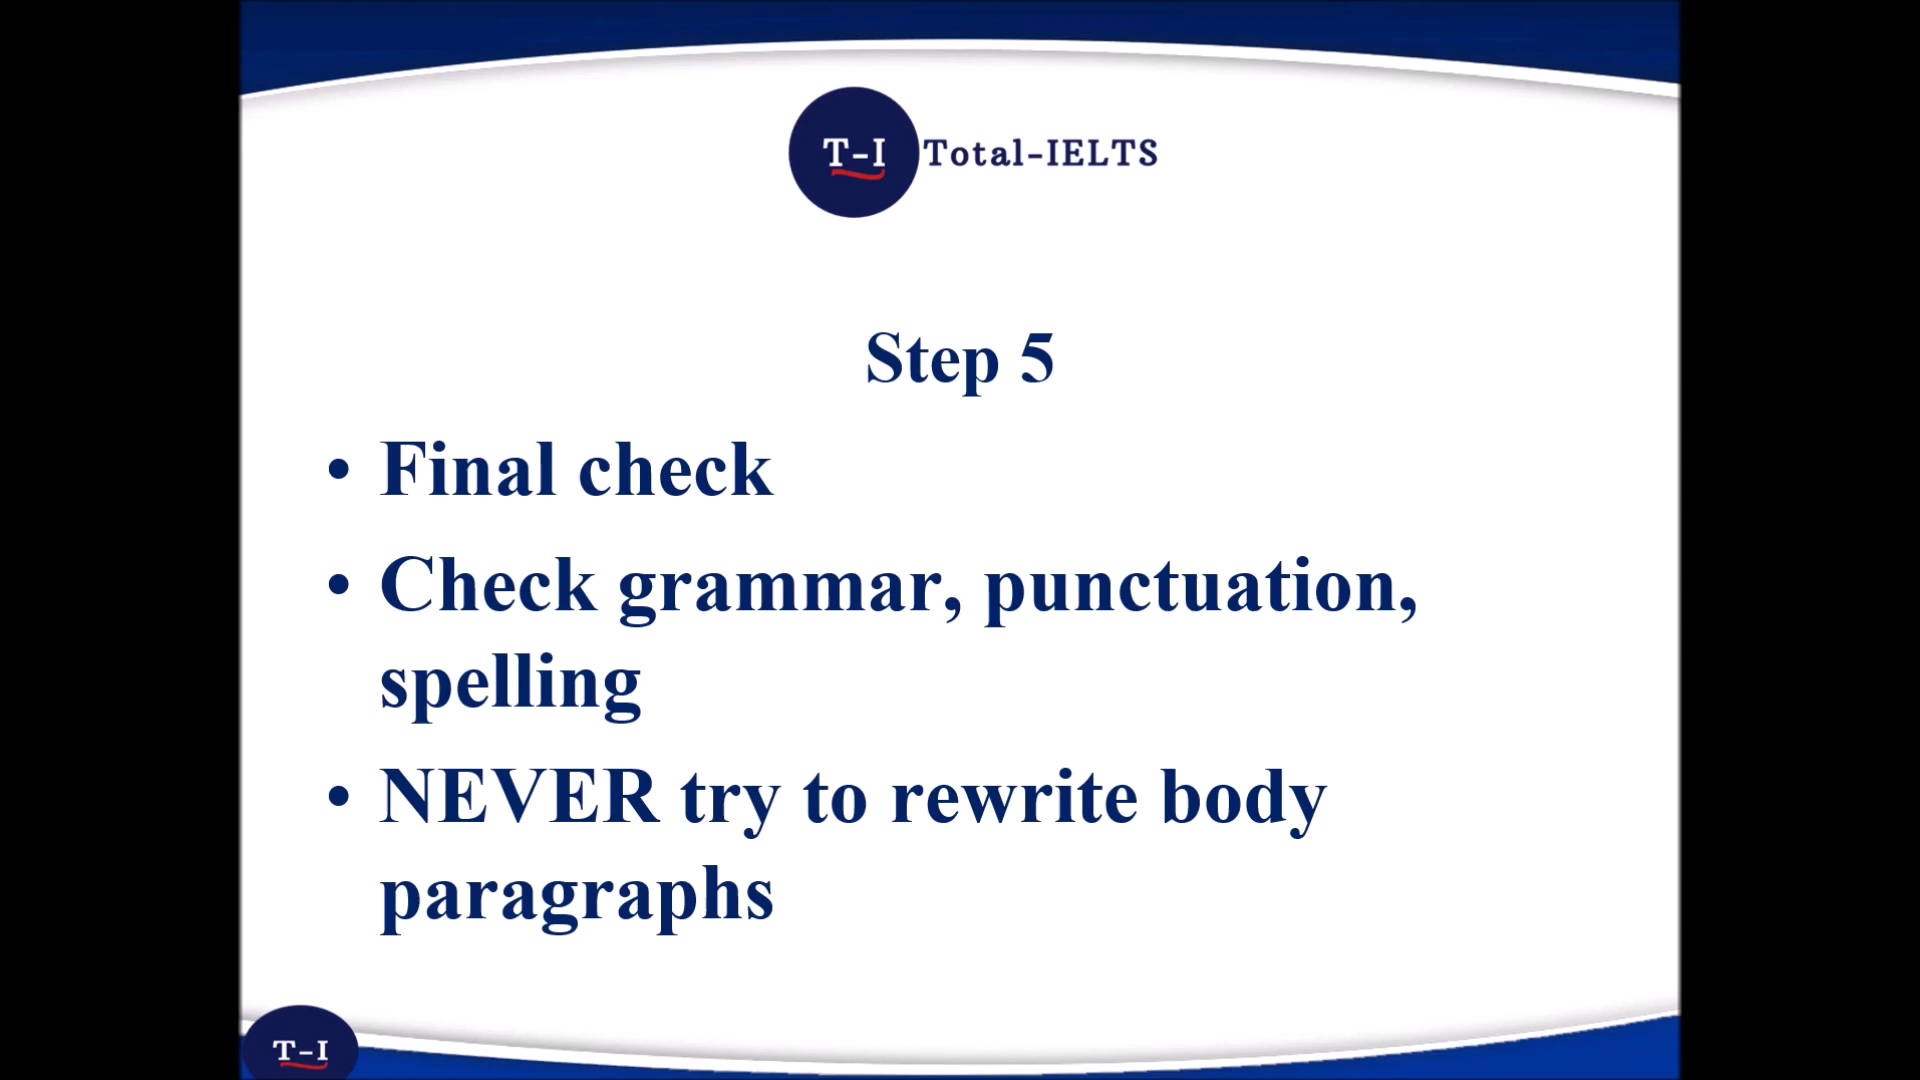 T-I Total-IELTS
Step 5
• Final check
• Check grammar, punctuation,
spelling
• NEVER try to rewrite body
paragraphs
T-I